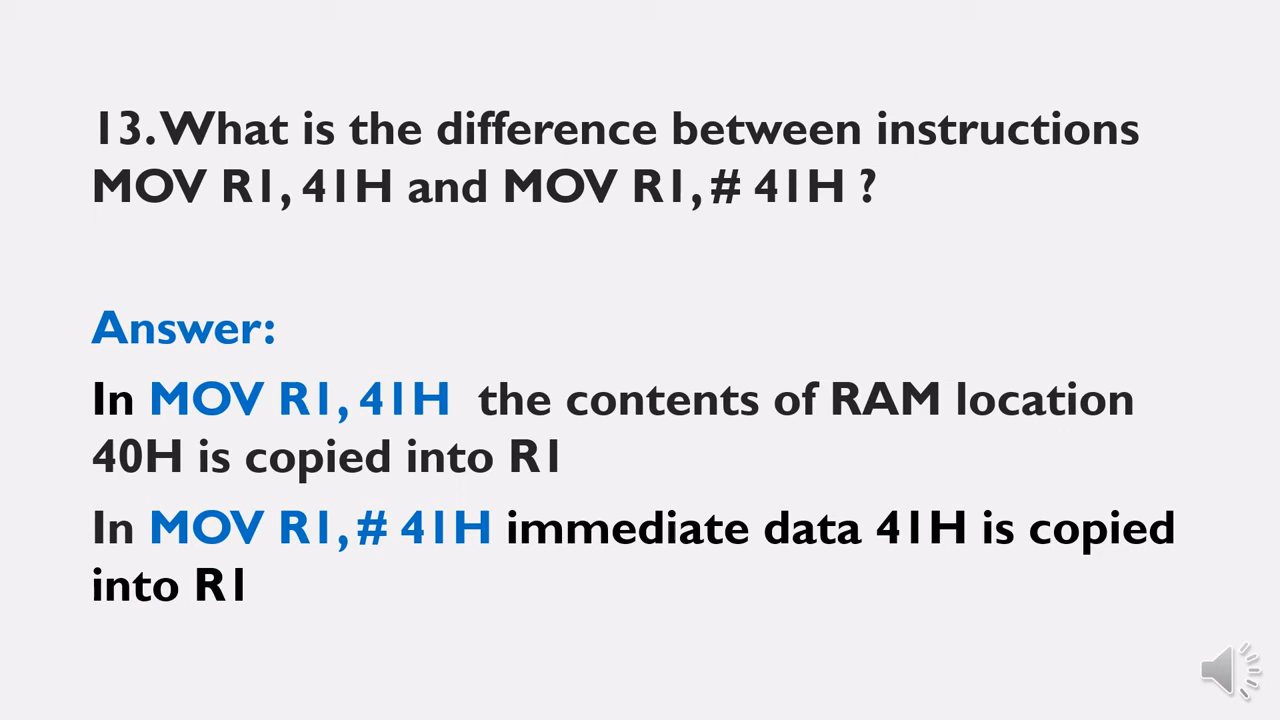 13. What is the difference between instructions
MOV R1, 41H and MOV R1, # 41H ?
Answer:
In MOV R1, 41H the contents of RAM location
40H is copied into R1
In MOV R1, # 41H immediate data 41H is copied
into R1